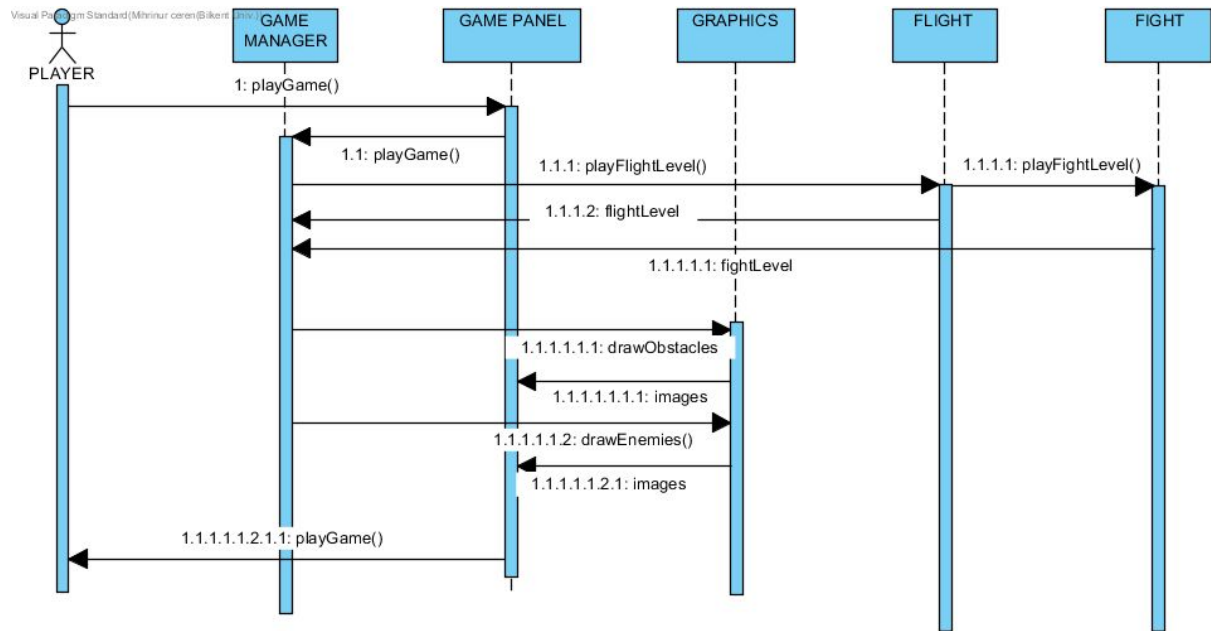 Visual Paradigm Standard(Mihrinur ceren(Bilkent Univ.))
PLAYER
GAME
MANAGER
GAME PANEL
GRAPHICS
FLIGHT
FIGHT
1: playGame()
1.1: playGame()
1.1.1: playFlightLevel()
1.1.1.1: playFightLevel()
1.1.1.2: flightLevel
1.1.1.1.1: fightLevel
1.1.1.1.1.1: drawObstacles
1.1.1.1.1.1.1: images
1.1.1.1.1.2: drawEnemies()
1.1.1.1.1.2.1: images
1.1.1.1.1.2.1.1: playGame()